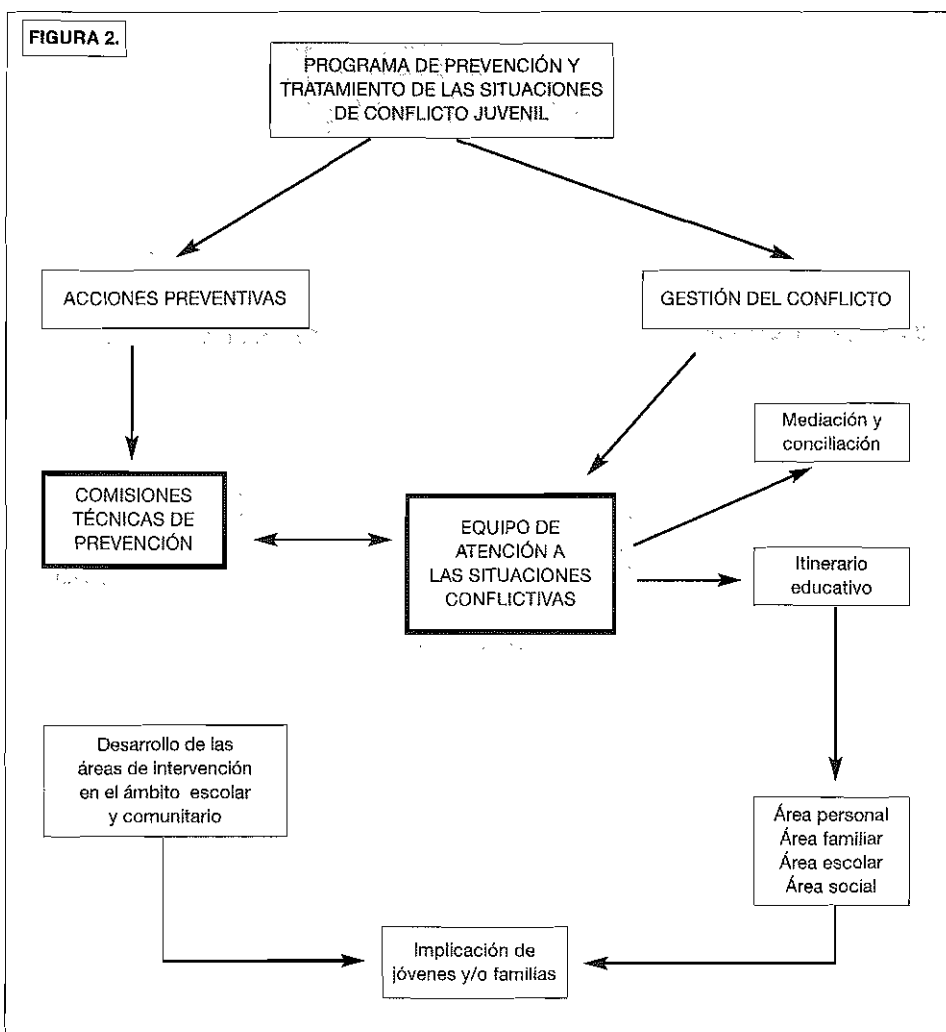 FIGURA 2.
PROGRAMA DE PREVENCIÓN Y
TRATAMIENTO DE LAS SITUACIONES
DE CONFLICTO JUVENIL
ACCIONES PREVENTIVAS
GESTIÓN DEL CONFLICTO
Mediación y
conciliación
COMISIONES
TÉCNICAS DE
PREVENCIÓN
EQUIPO DE
ATENCIÓN A
LAS SITUACIONES
CONFLICTIVAS
Itinerario
educativo
Desarrollo de las
áreas de intervención
en el ámbito escolar
y comunitario
Área personal
Área familiar
Área escolar
Área social
Implicación de
jóvenes y/o familias